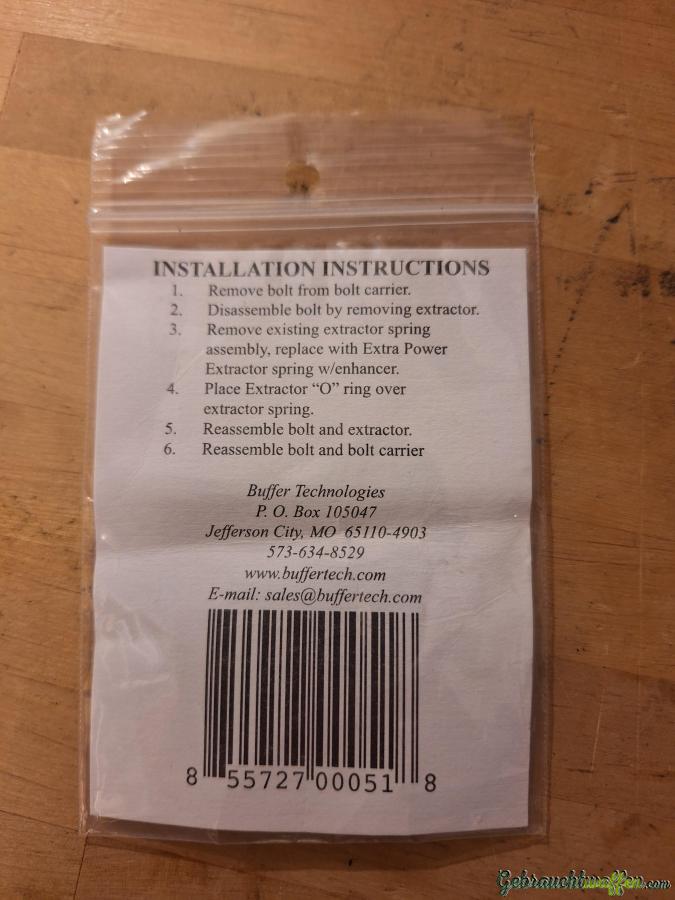 INSTALLATION INSTRUCTIONS
1. Remove bolt from bolt carrier.
2. Disassemble bolt by removing extractor.
3. Remove existing extractor spring
assembly, replace with Extra Power
Extractor spring w/enhancer.
4. Place Extractor “O” ring over
extractor spring.
5. Reassemble bolt and extractor.
6. Reassemble bolt and bolt carrier
Buffer Technologies
P. O. Box 105047
Jefferson City, MO 65110-4903
573-634-8529
www.buffertech.com
E-mail: sales@buffertech.com
8 55727 00051 8
Gebrauchtwaffen.com